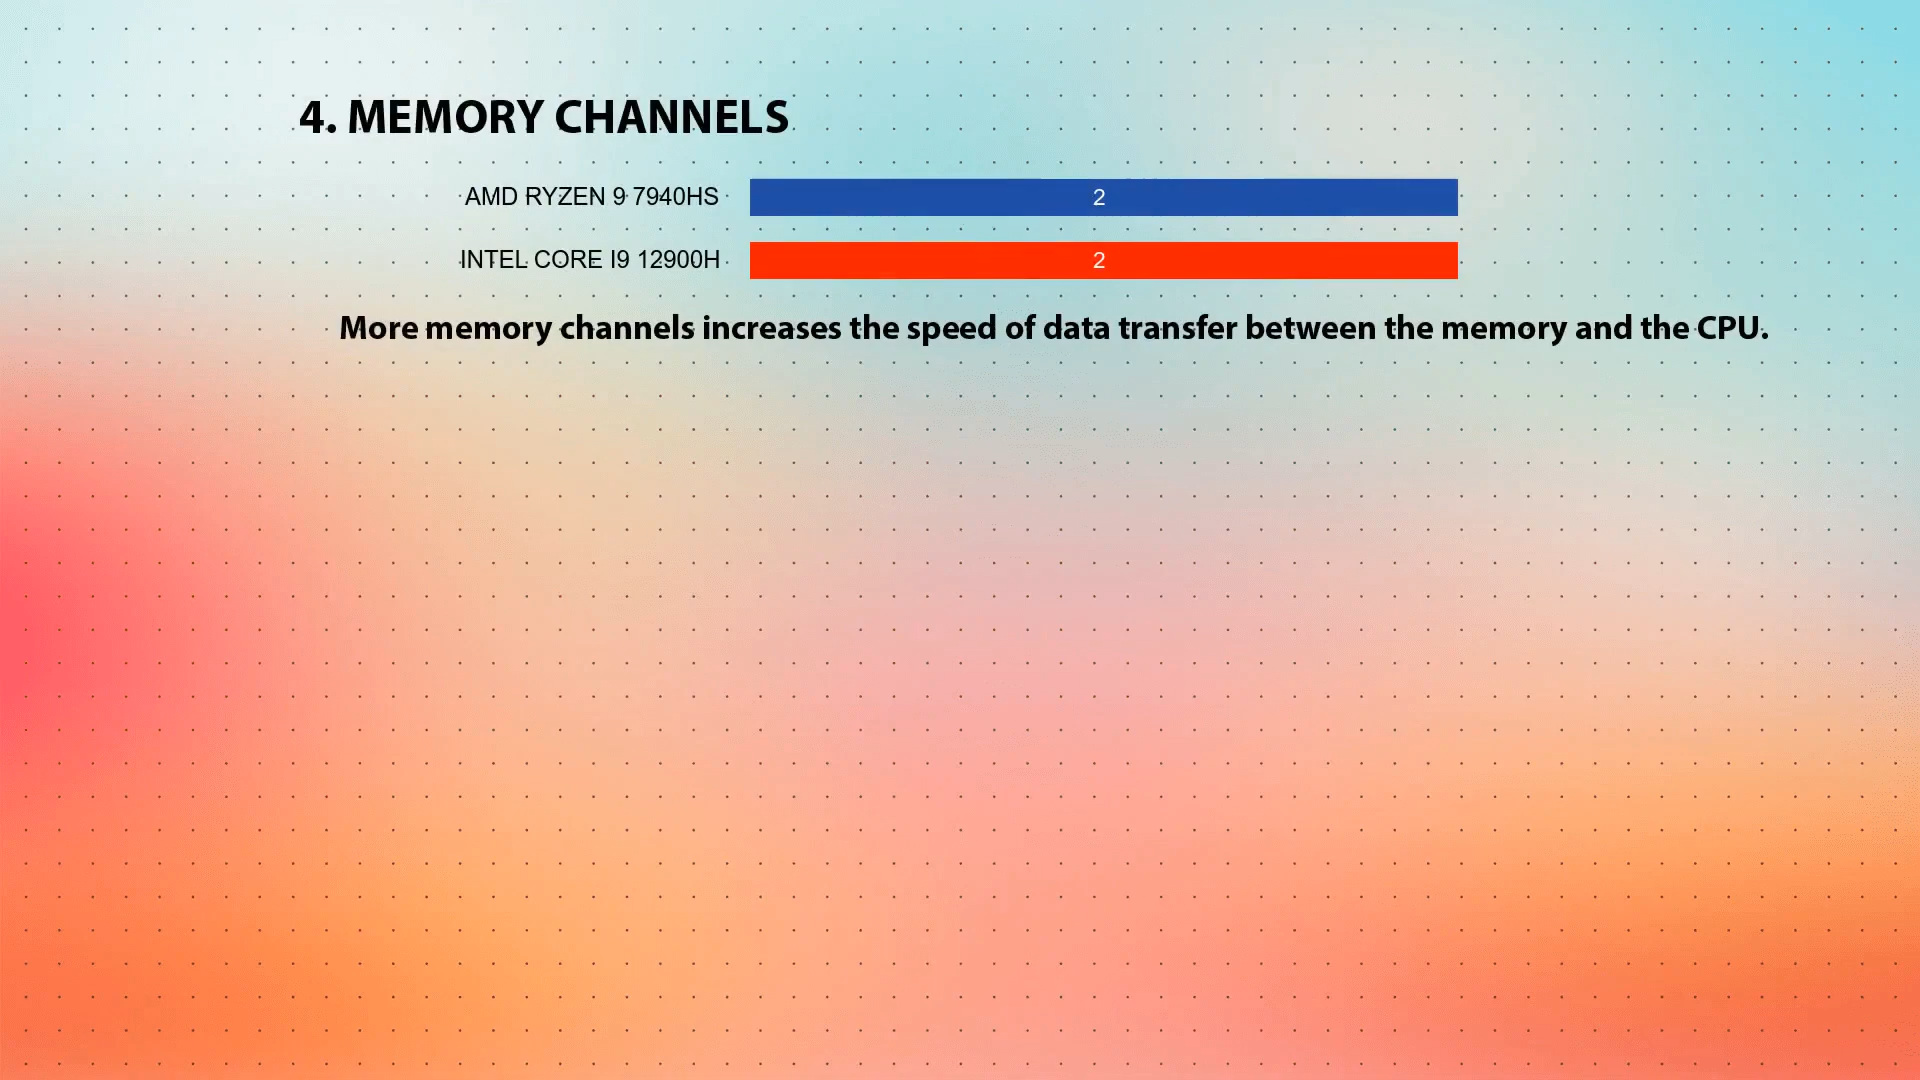 4. MEMORY CHANNELS
AMD RYZEN 9 7940HS 2
INTEL CORE I9 12900H 2
More memory channels increases the speed of data transfer between the memory and the CPU.